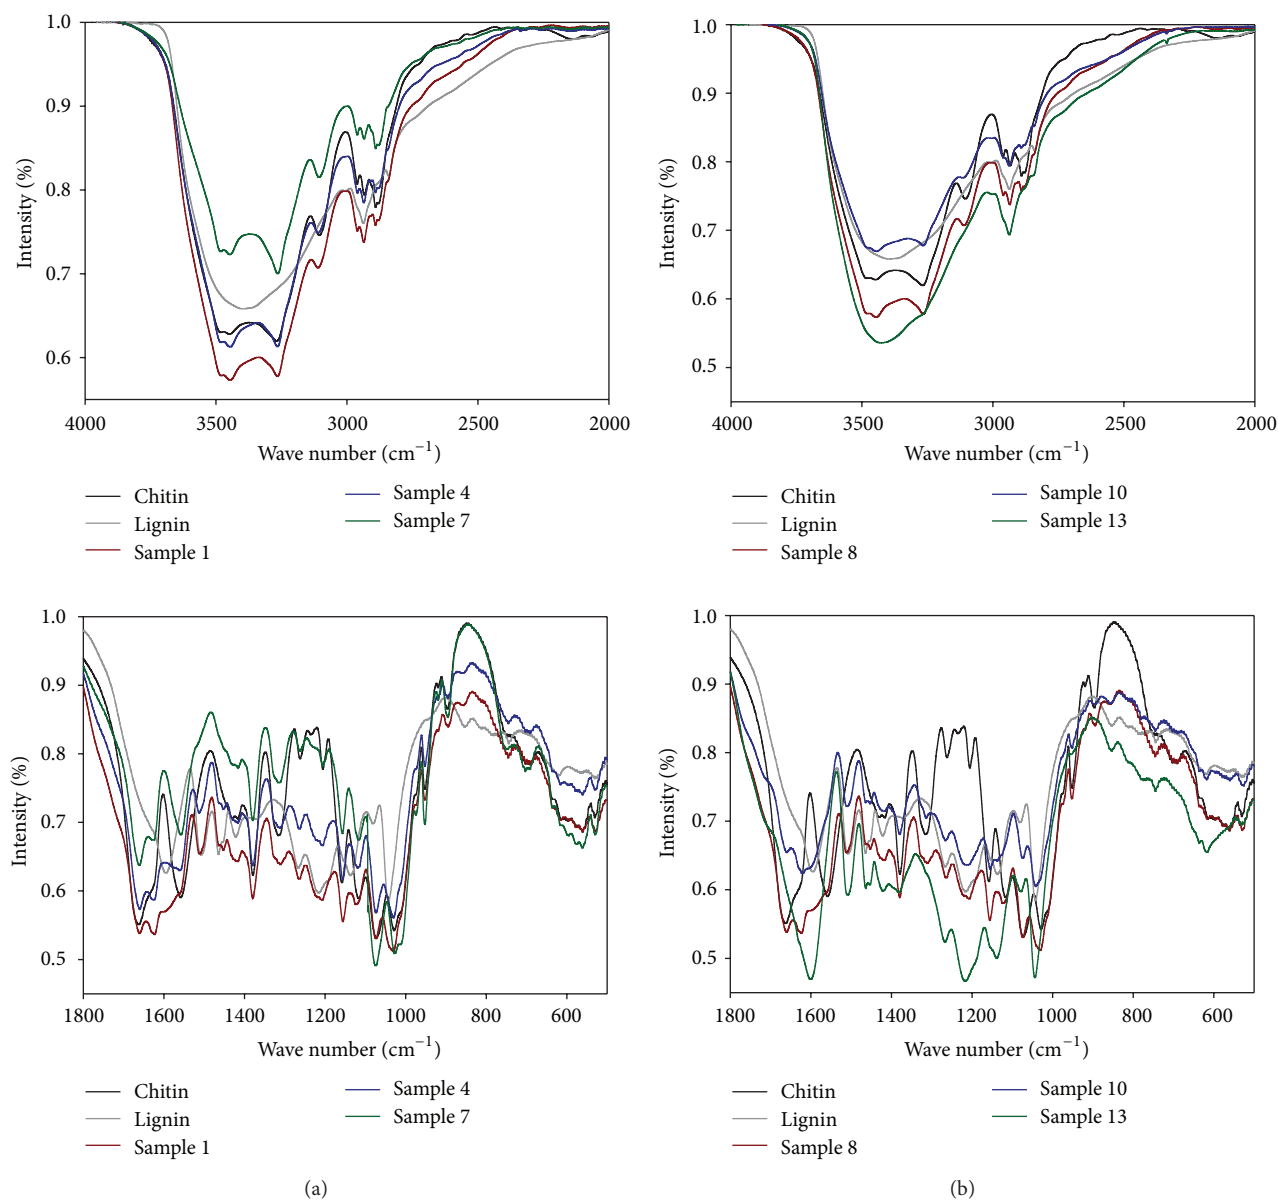 1.0
0.9
0.8
0.7
0.6
Intensity (%)
4000 3500 3000 2500 2000
Wave number (cm⁻¹)
Chitin
Lignin
Sample 1
Sample 4
Sample 7
1.0
0.9
0.8
0.7
0.6
0.5
Intensity (%)
4000 3500 3000 2500 2000
Wave number (cm⁻¹)
Chitin
Lignin
Sample 8
Sample 10
Sample 13
1.0
0.9
0.8
0.7
0.6
0.5
Intensity (%)
1800 1600 1400 1200 1000 800 600
Wave number (cm⁻¹)
Chitin
Lignin
Sample 1
Sample 4
Sample 7
(a)
1.0
0.9
0.8
0.7
0.6
0.5
Intensity (%)
1800 1600 1400 1200 1000 800 600
Wave number (cm⁻¹)
Chitin
Lignin
Sample 8
Sample 10
Sample 13
(b)